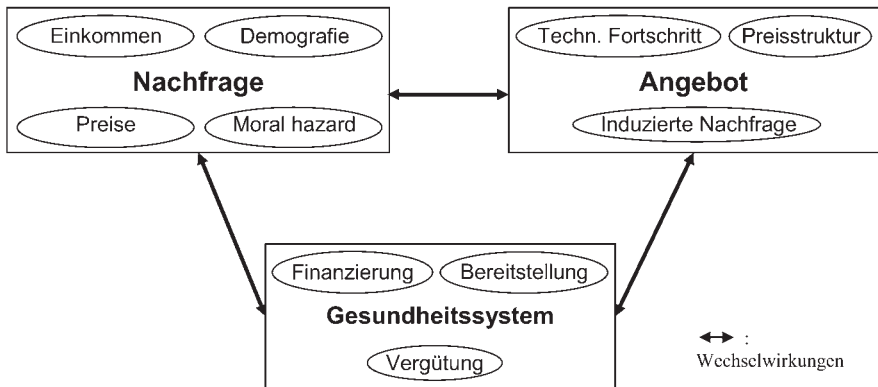 Einkommen
Demografie
Nachfrage
Preise
Moral hazard
Techn. Fortschritt
Preisstruktur
Angebot
Induzierte Nachfrage
Finanzierung
Bereitstellung
Gesundheitssystem
Vergütung
:
Wechselwirkungen